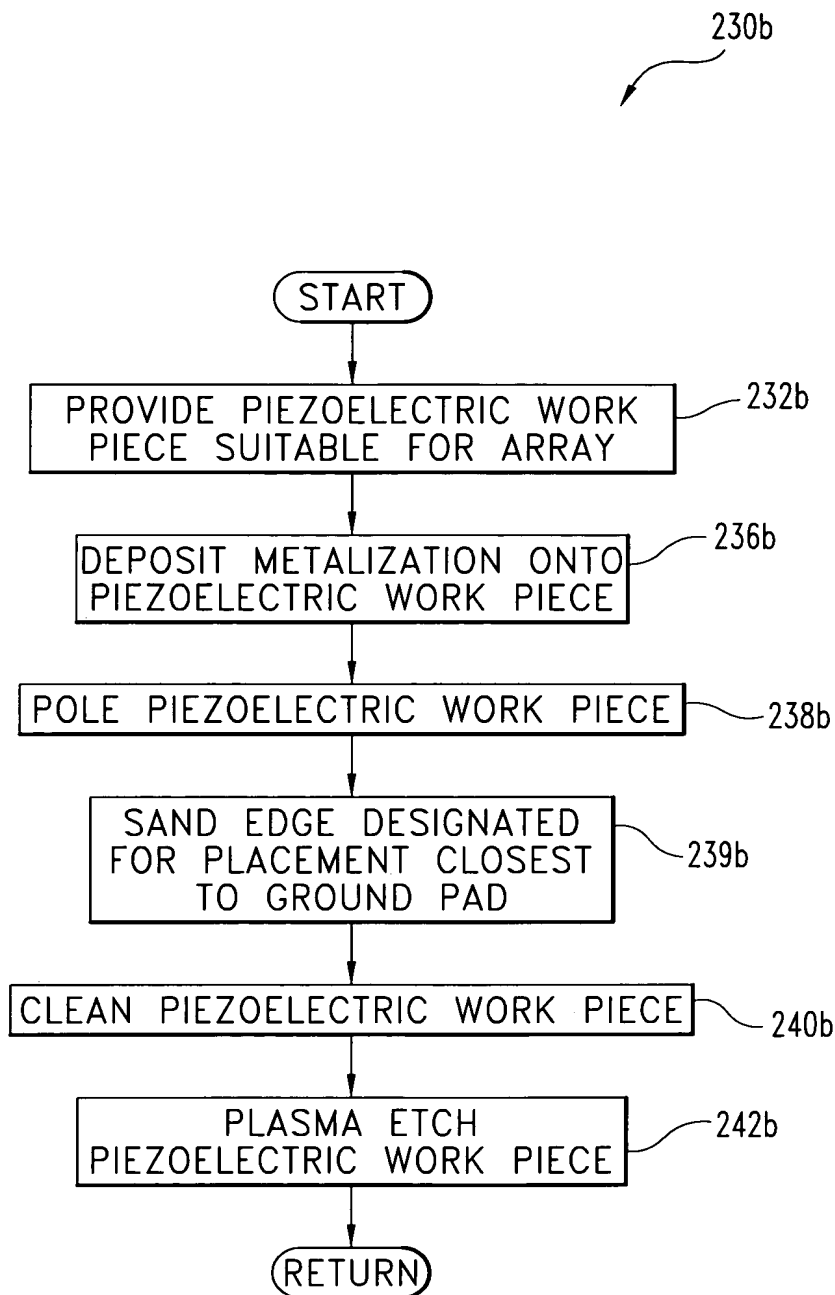 230b
START
PROVIDE PIEZOELECTRIC WORK
PIECE SUITABLE FOR ARRAY
232b
DEPOSIT METALIZATION ONTO
PIEZOELECTRIC WORK PIECE
236b
POLE PIEZOELECTRIC WORK PIECE
238b
SAND EDGE DESIGNATED
FOR PLACEMENT CLOSEST
TO GROUND PAD
239b
CLEAN PIEZOELECTRIC WORK PIECE
240b
PLASMA ETCH
PIEZOELECTRIC WORK PIECE
242b
RETURN